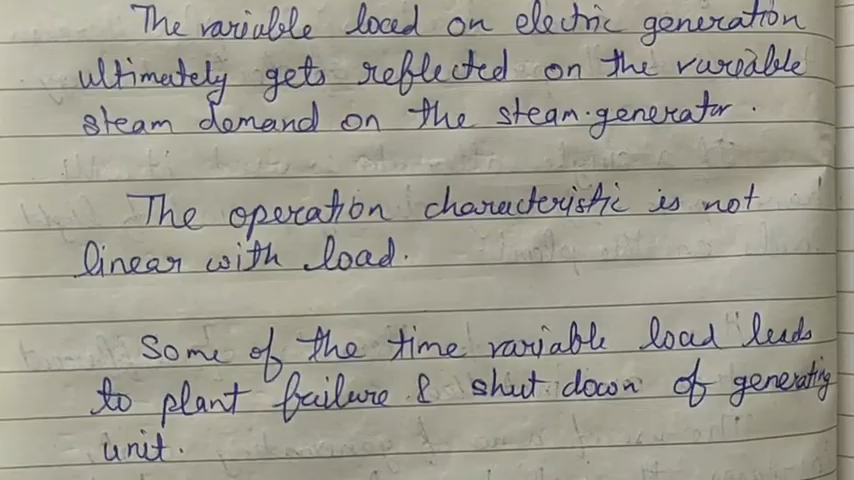 The variable load on electric generation
ultimately gets reflected on the variable
steam demand on the steam generator.
The operation characteristic is not
linear with load.
Some of the time variable load leads
to plant failure & shut down of generating
unit.